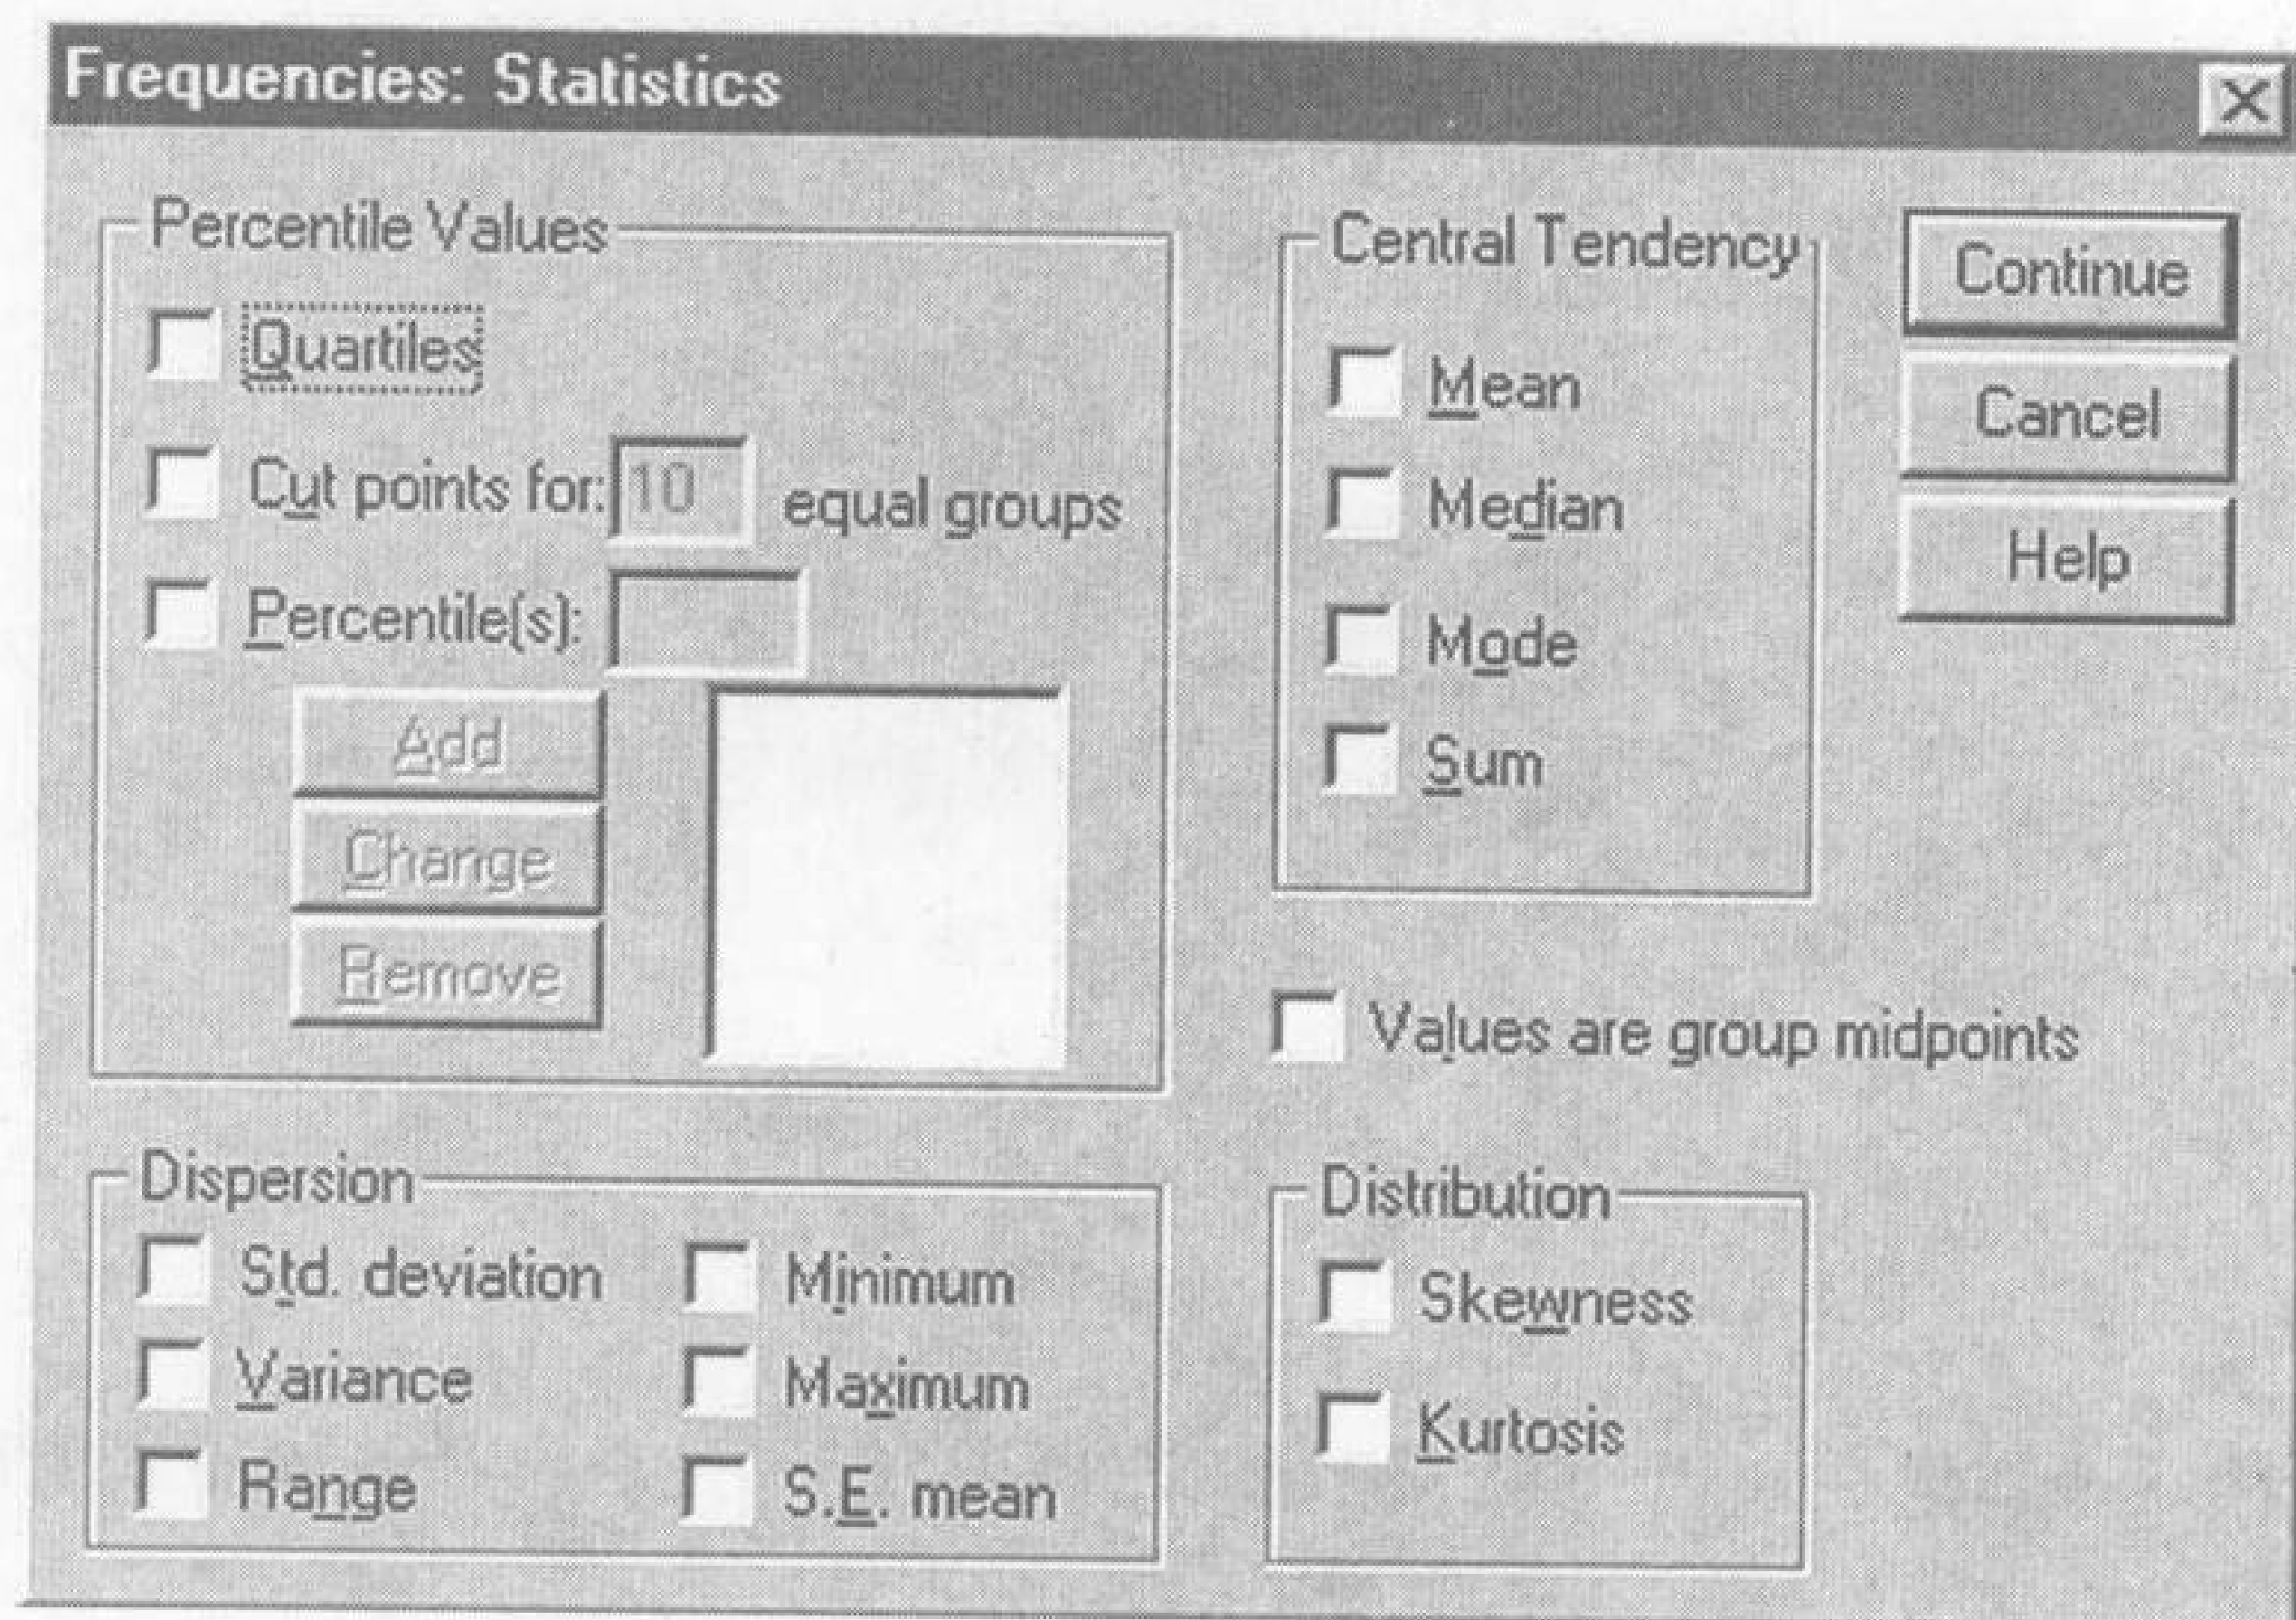 Frequencies: Statistics
Percentile Values
Quartiles
Cut points for: 10 equal groups
Percentile(s):
Add
Change
Remove
Central Tendency
Mean
Median
Mode
Sum
Continue
Cancel
Help
Values are group midpoints
Dispersion
Std. deviation
Variance
Range
Minimum
Maximum
S.E. mean
Distribution
Skewness
Kurtosis